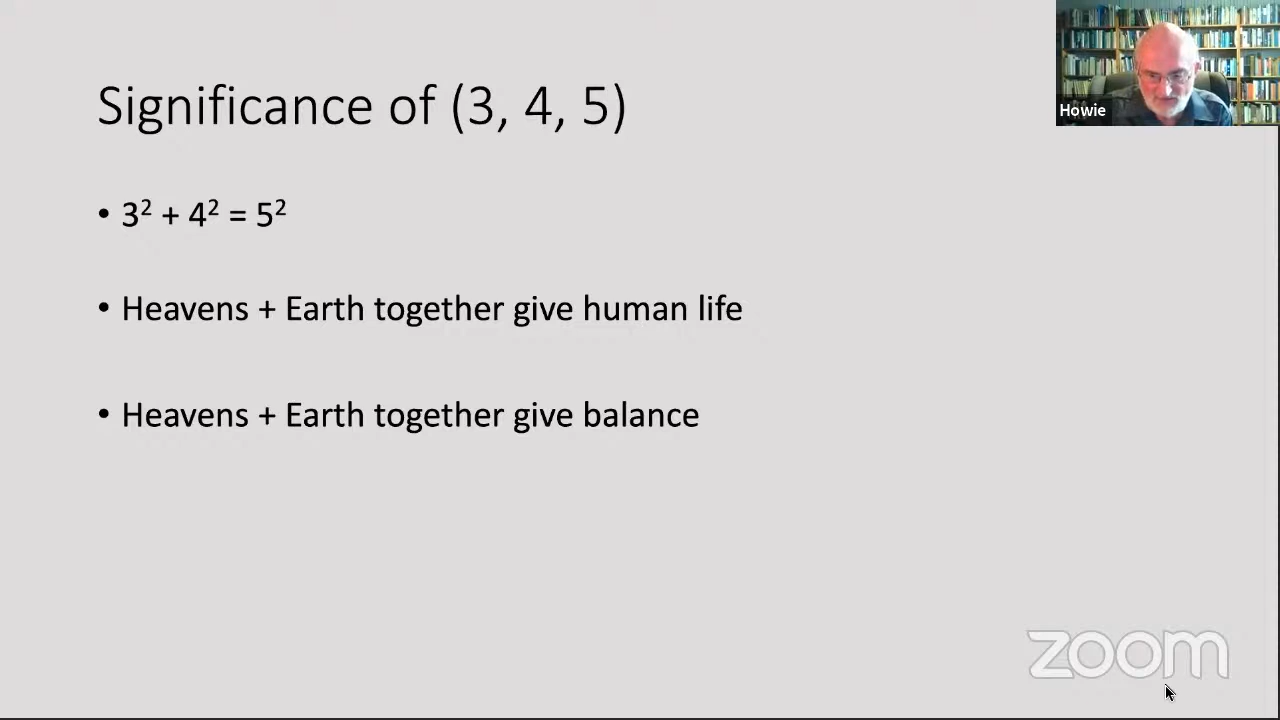 Significance of (3, 4, 5)
Howie
• 3² + 4² = 5²
• Heavens + Earth together give human life
• Heavens + Earth together give balance
zoom